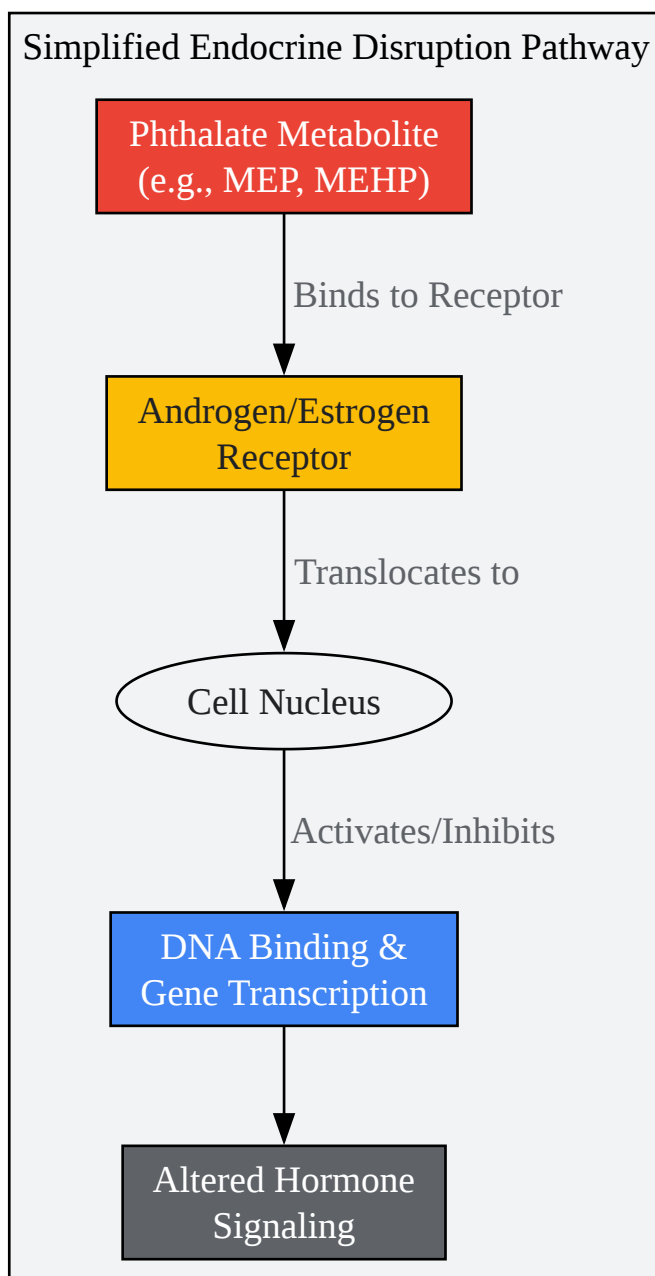 Simplified Endocrine Disruption Pathway
Phthalate Metabolite
(e.g., MEP, MEHP)
Binds to Receptor
Androgen/Estrogen
Receptor
Translocates to
Cell Nucleus
Activates/Inhibits
DNA Binding &
Gene Transcription
Altered Hormone
Signaling